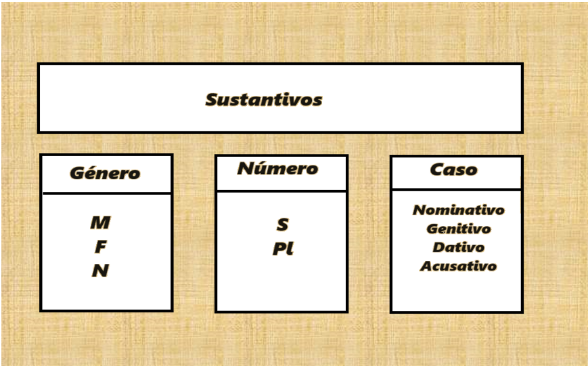 Sustantivos
Género
M
F
N
Número
S
Pl
Caso
Nominativo
Genitivo
Dativo
Acusativo